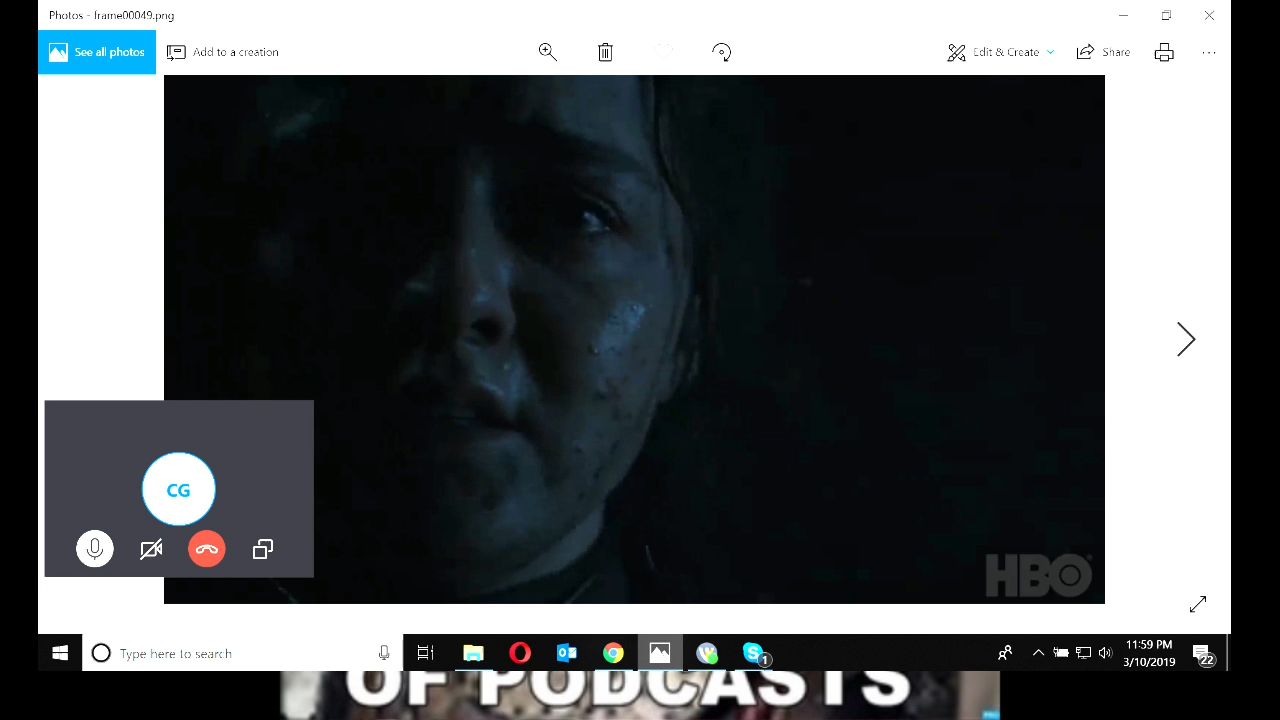 Photos - frame00049.png
See all photos
Add to a creation
Edit & Create
Share
CG
HBO
Type here to search
1
11:59 PM
3/10/2019
22
OF PODCASTS